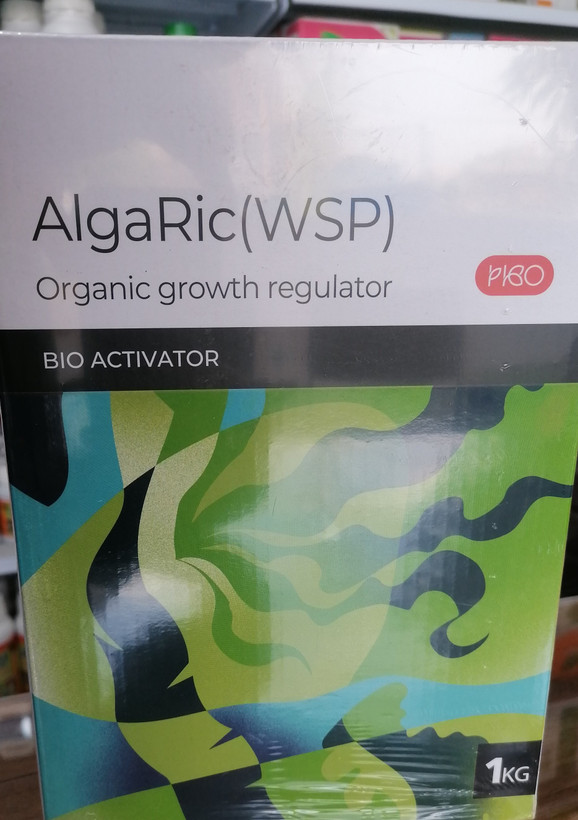 AlgaRic(WSP)
Organic growth regulator
PIBO
BIO ACTIVATOR
1KG